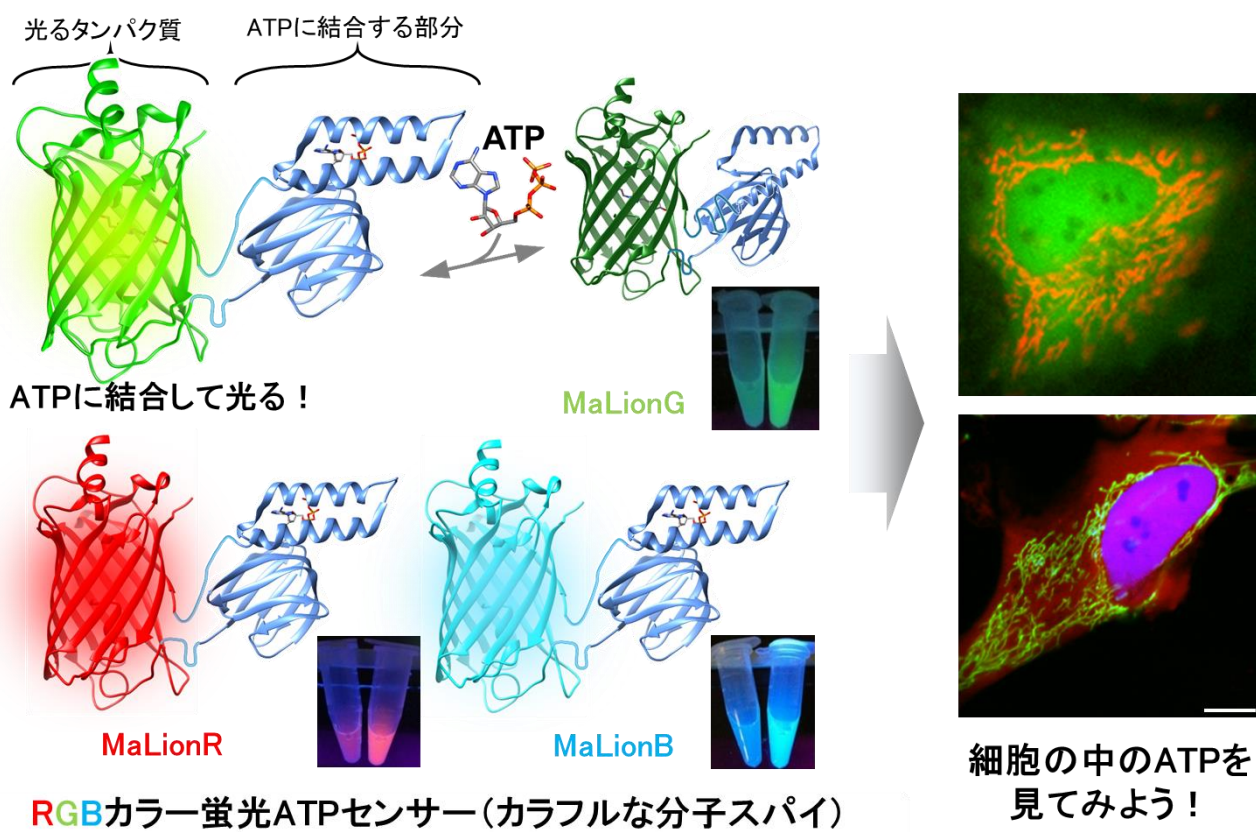 光るタンパク質
ATPに結合する部分
ATP
ATPに結合して光る！
MaLionG
MaLionR
MaLionB
RGBカラー蛍光ATPセンサー（カラフルな分子スパイ）
細胞の中のATPを
見てみよう！